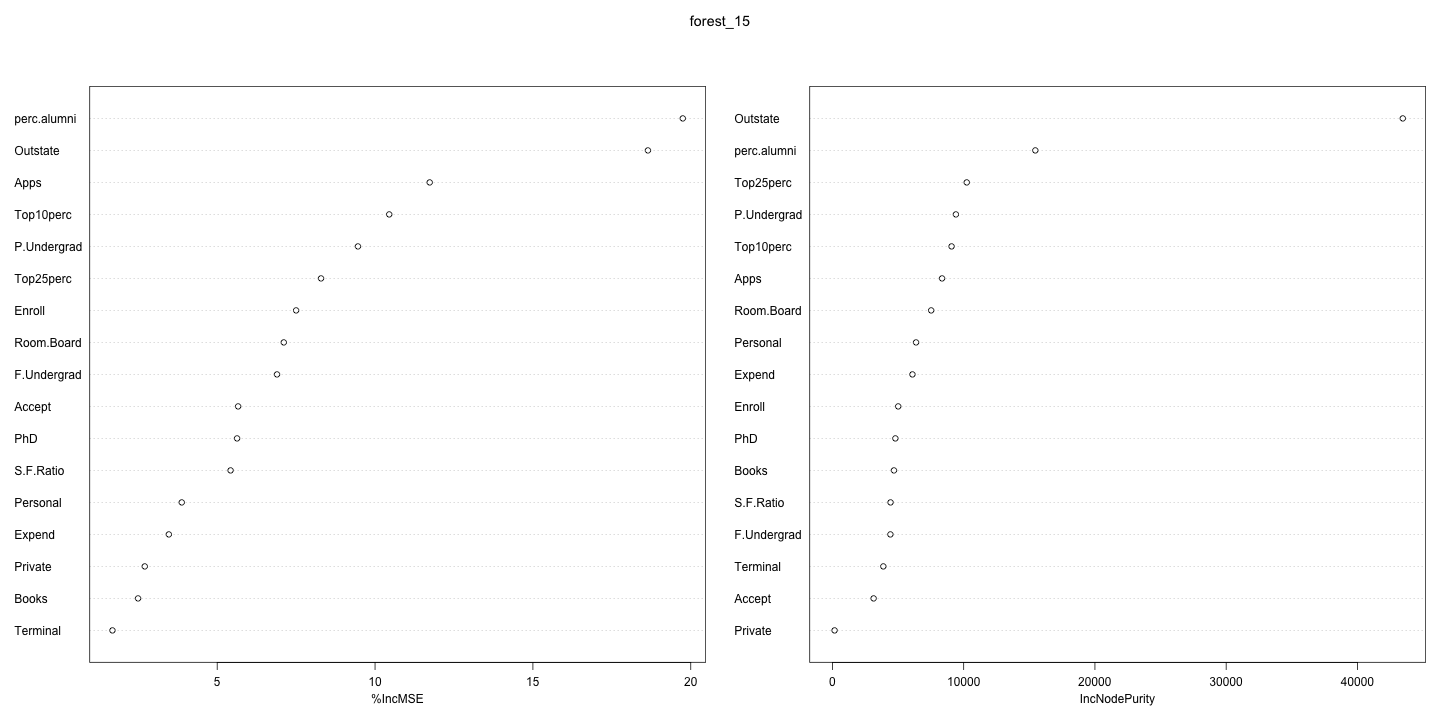 forest_15
perc.alumni
Outstate
Apps
Top10perc
P.Undergrad
Top25perc
Enroll
Room.Board
F.Undergrad
Accept
PhD
S.F.Ratio
Personal
Expend
Private
Books
Terminal
5 10 15 20
%IncMSE
Outstate
perc.alumni
Top25perc
P.Undergrad
Top10perc
Apps
Room.Board
Personal
Expend
Enroll
PhD
Books
S.F.Ratio
F.Undergrad
Terminal
Accept
Private
0 10000 20000 30000 40000
IncNodePurity